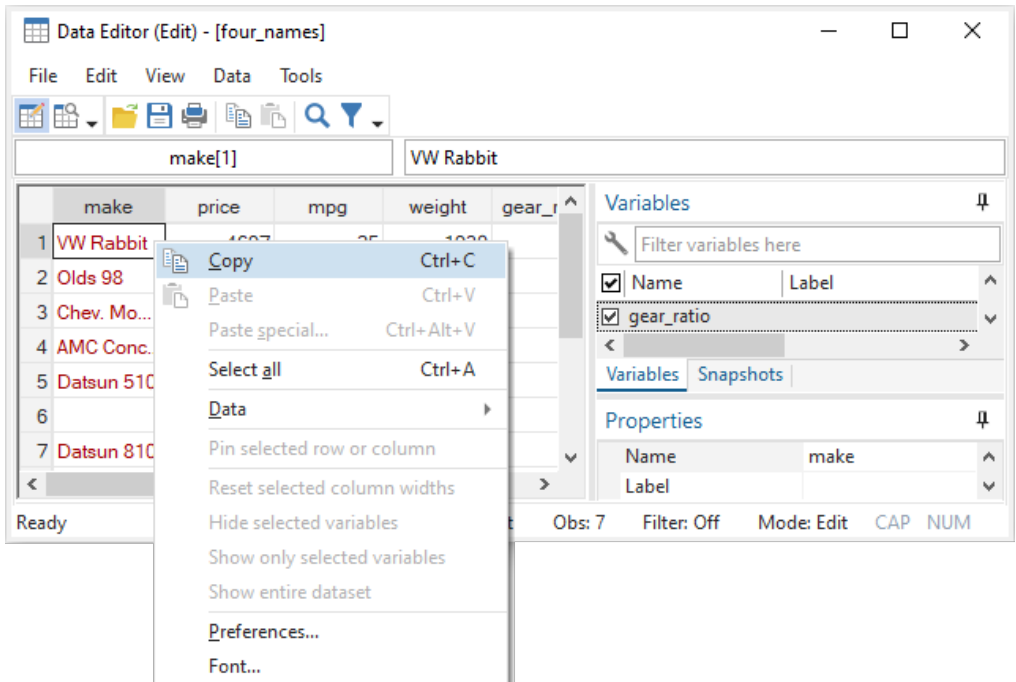 Data Editor (Edit) - [four_names]
File Edit View Data Tools
make[1] VW Rabbit
make price mpg weight
1 VW Rabbit
2 Olds 98
3 Chev. Mo...
4 AMC Conc.
5 Datsun 510
6
7 Datsun 810
Copy Ctrl+C
Paste Ctrl+V
Paste special... Ctrl+Alt+V
Select all Ctrl+A
Data
Pin selected row or column
Reset selected column widths
Hide selected variables
Show only selected variables
Show entire dataset
Preferences...
Font...
Variables
Filter variables here
Name Label
gear_ratio
Variables Snapshots
Properties
Name make
Label
Ready Obs: 7 Filter: Off Mode: Edit CAP NUM